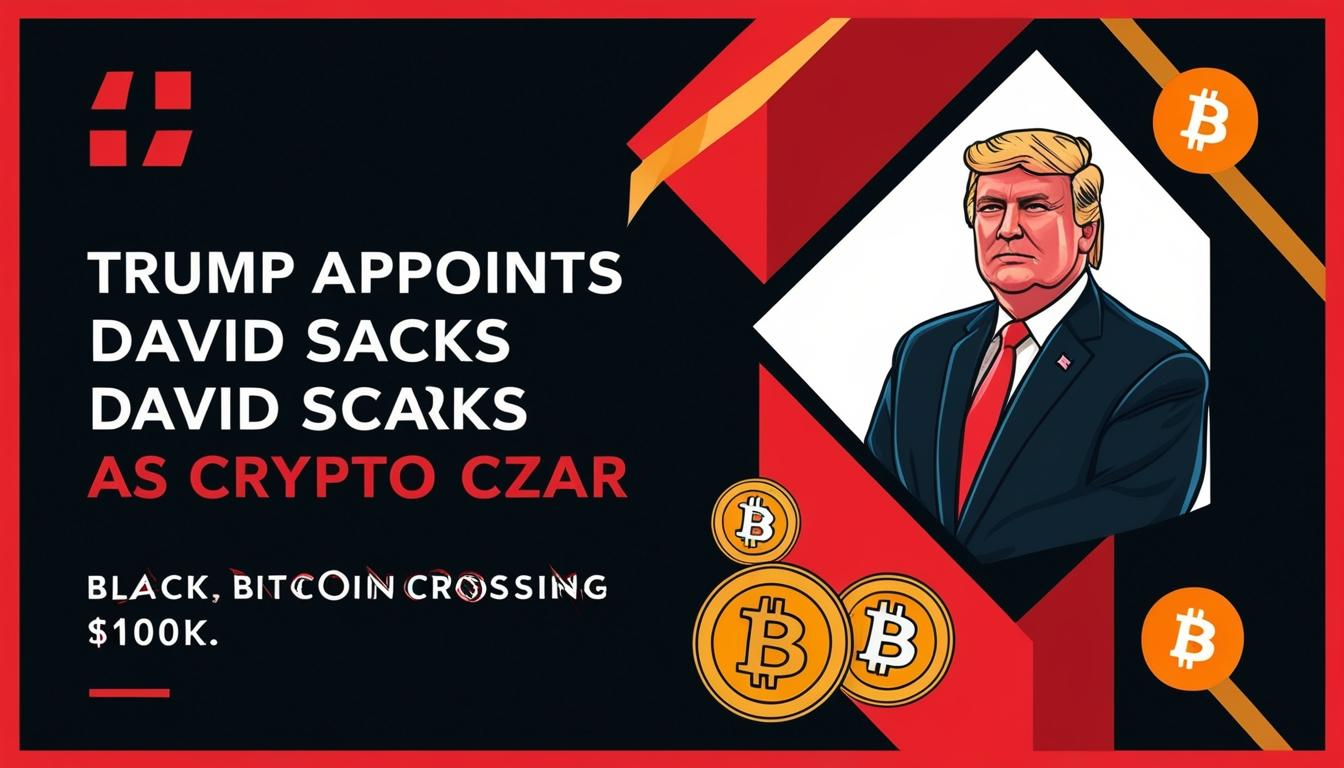 TRUMP APPOINTS
DAVID SACKS
DAVID SCARKS
AS CRYPTO CZAR
BLACK, BITCOIN CROSSING
$100K.